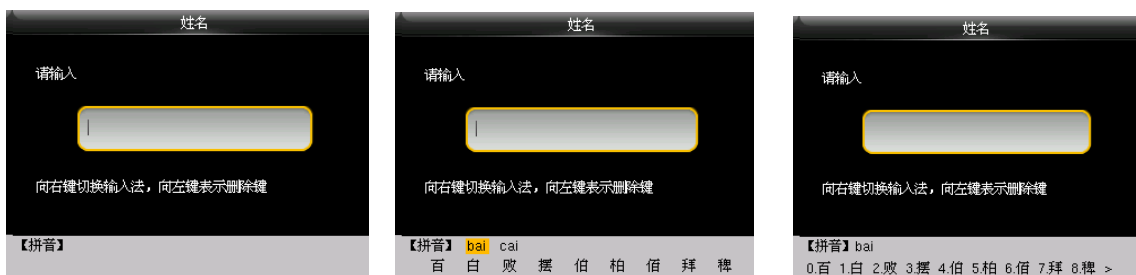 姓名
请输入
向右键切换输入法，向左键表示删除键
【拼音】
姓名
请输入
向右键切换输入法，向左键表示删除键
【拼音】 bai cai
百 白 败 摆 伯 柏 佰 拜 稗
姓名
请输入
向右键切换输入法，向左键表示删除键
【拼音】bai
0.百 1.白 2.败 3.摆 4.伯 5.柏 6.佰 7.拜 8.稗 >